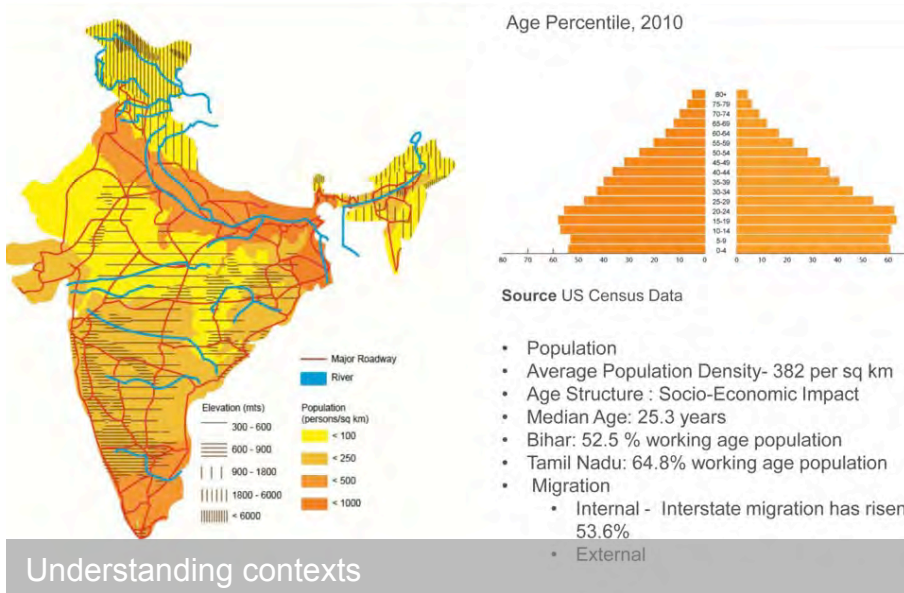 Age Percentile, 2010
80+
75-79
70-74
65-69
60-64
55-59
50-54
45-49
40-44
35-39
30-34
25-29
20-24
15-19
10-14
5-9
0-4
80 70 60 50 40 30 20 10 0 0 10 20 30 40 50 60
Source US Census Data
Major Roadway
River
Elevation (mts)
300 - 600
600 - 900
900 - 1800
1800 - 6000
< 6000
Population
(persons/sq km)
< 100
< 250
< 500
< 1000
• Population
• Average Population Density- 382 per sq km
• Age Structure : Socio-Economic Impact
• Median Age: 25.3 years
• Bihar: 52.5 % working age population
• Tamil Nadu: 64.8% working age population
• Migration
• Internal - Interstate migration has risen
53.6%
• External
Understanding contexts